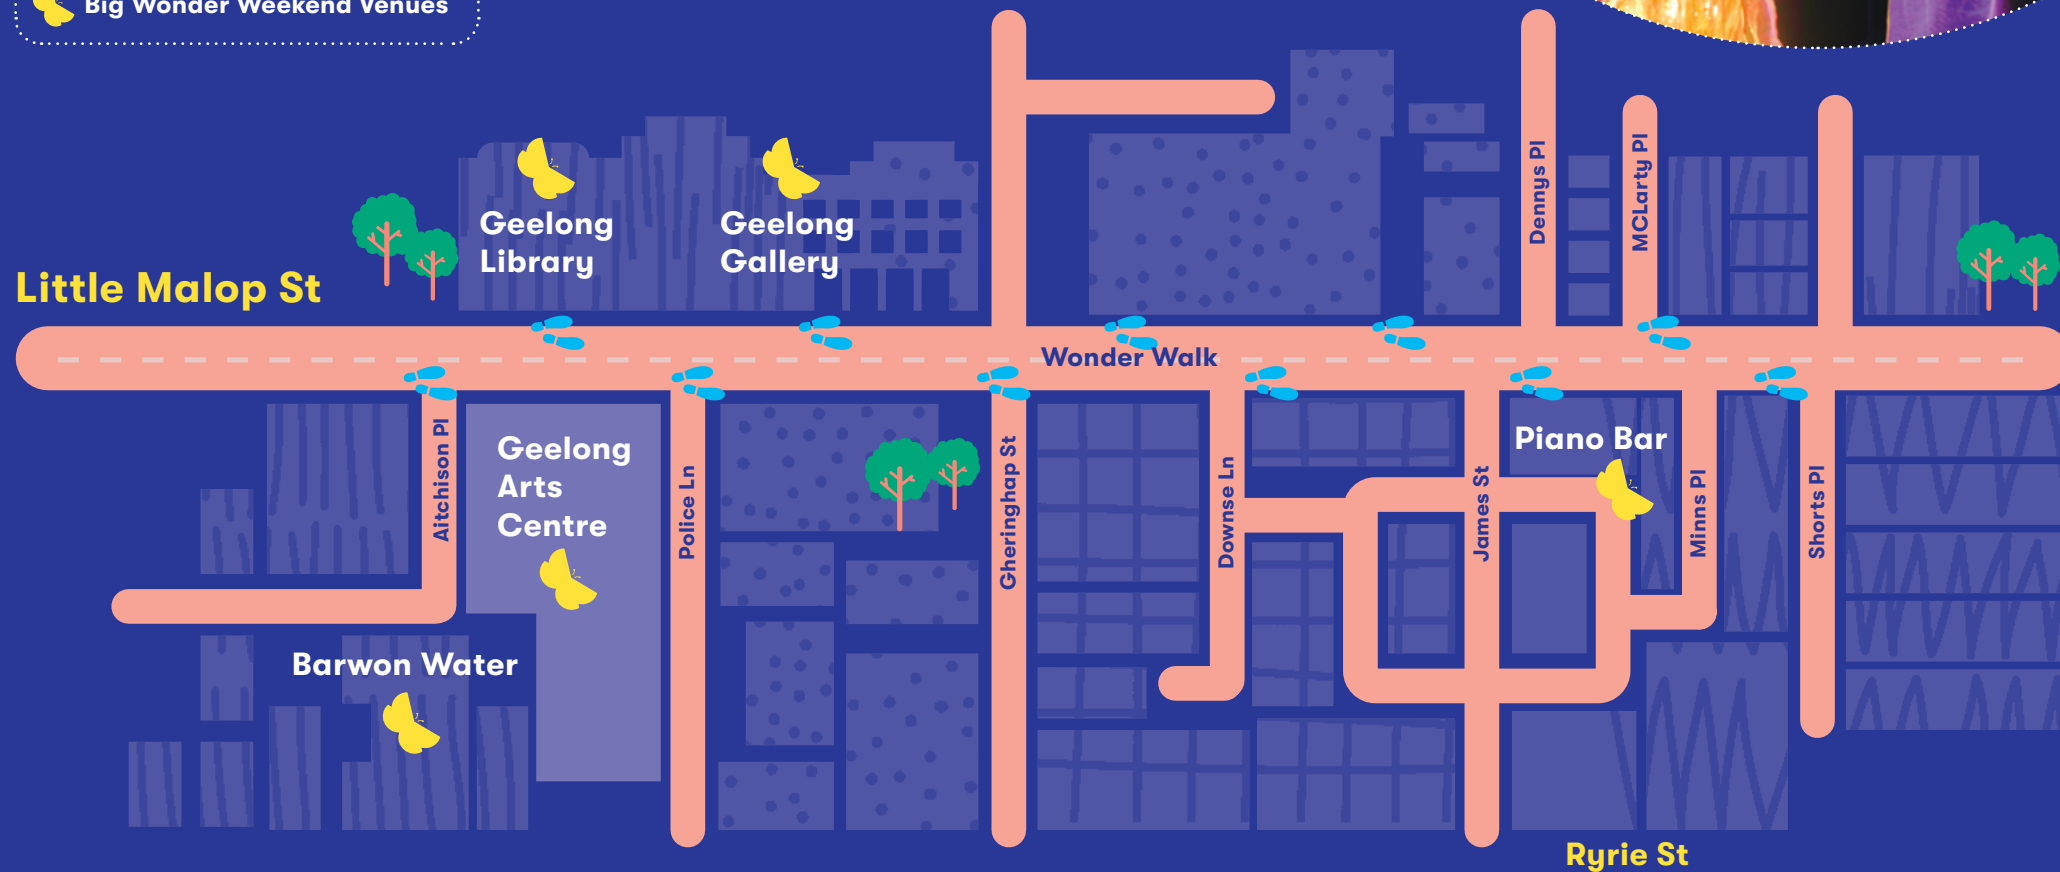 Big Wonder Weekend Venues
Dennys Pl
MCLarty Pl
Geelong
Library
Geelong
Gallery
Little Malop St
Wonder Walk
Aitchison Pl
Geelong
Arts
Centre
Police Ln
Gheringhap St
Downse Ln
James St
Piano Bar
Minns Pl
Shorts Pl
Barwon Water
Ryrie St